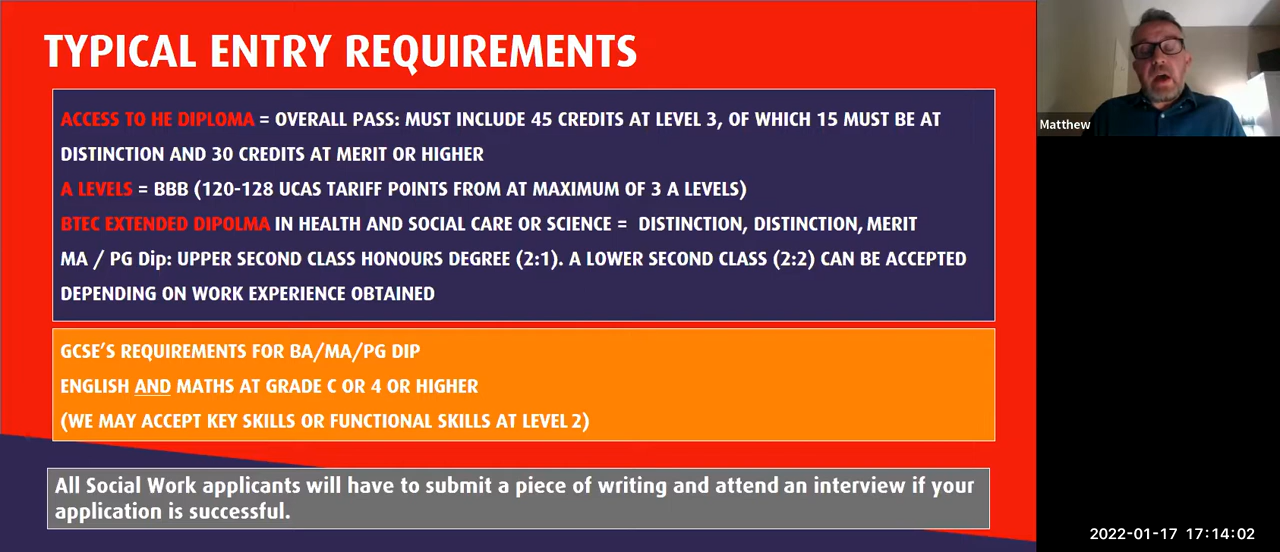 TYPICAL ENTRY REQUIREMENTS
ACCESS TO HE DIPLOMA = OVERALL PASS: MUST INCLUDE 45 CREDITS AT LEVEL 3, OF WHICH 15 MUST BE AT
DISTINCTION AND 30 CREDITS AT MERIT OR HIGHER
A LEVELS = BBB (120-128 UCAS TARIFF POINTS FROM AT MAXIMUM OF 3 A LEVELS)
BTEC EXTENDED DIPOLMA IN HEALTH AND SOCIAL CARE OR SCIENCE = DISTINCTION, DISTINCTION, MERIT
MA / PG Dip: UPPER SECOND CLASS HONOURS DEGREE (2:1). A LOWER SECOND CLASS (2:2) CAN BE ACCEPTED
DEPENDING ON WORK EXPERIENCE OBTAINED
GCSE'S REQUIREMENTS FOR BA/MA/PG DIP
ENGLISH AND MATHS AT GRADE C OR 4 OR HIGHER
(WE MAY ACCEPT KEY SKILLS OR FUNCTIONAL SKILLS AT LEVEL 2)
All Social Work applicants will have to submit a piece of writing and attend an interview if your
application is successful.
Matthew
2022-01-17 17:14:02